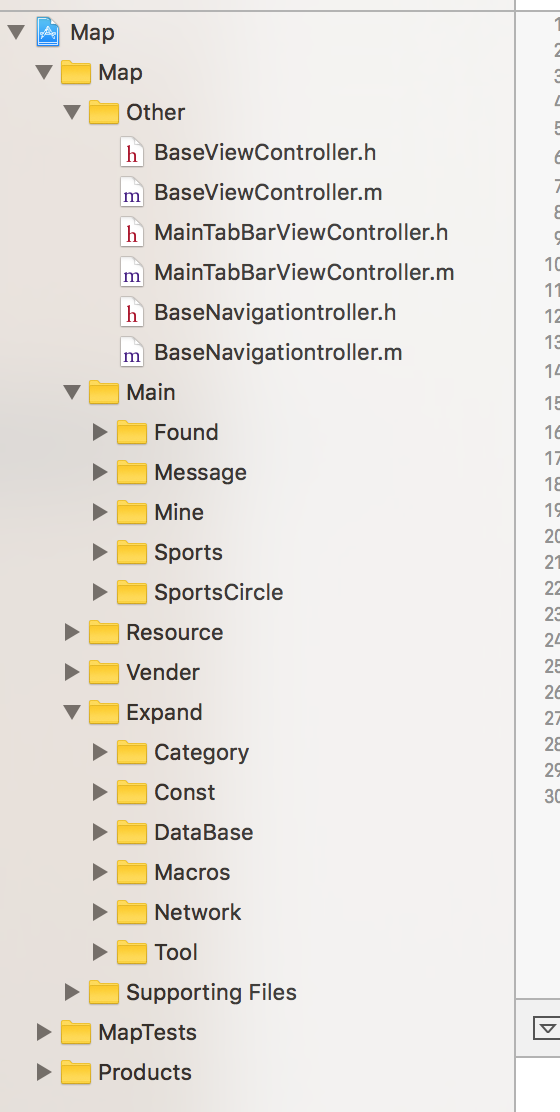 Map
Map
Other
h BaseViewController.h
m BaseViewController.m
h MainTabBarViewController.h
m MainTabBarViewController.m
h BaseNavigationtroller.h
m BaseNavigationtroller.m
Main
Found
Message
Mine
Sports
SportsCircle
Resource
Vender
Expand
Category
Const
DataBase
Macros
Network
Tool
Supporting Files
MapTests
Products
1
2
3
4
5
6
7
8
9
10
11
12
13
14
15
16
17
18
19
20
21
22
23
24
25
26
27
28
29
30